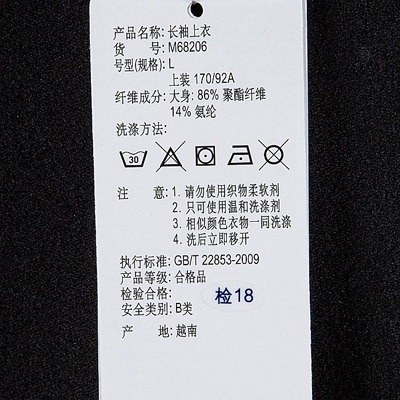 产品名称: 长袖上衣
货 号: M68206
号型(规格): L
上装 170/92A
纤维成分: 大身: 86% 聚酯纤维
14% 氨纶
洗涤方法:
30
注 意: 1. 请勿使用织物柔软剂
2. 只可使用温和洗涤剂
3. 相似颜色衣物一同洗涤
4. 洗后立即移开
执行标准: GB/T 22853-2009
产品等级: 合格品
检验合格: 检18
安全类别: B类
产 地: 越南